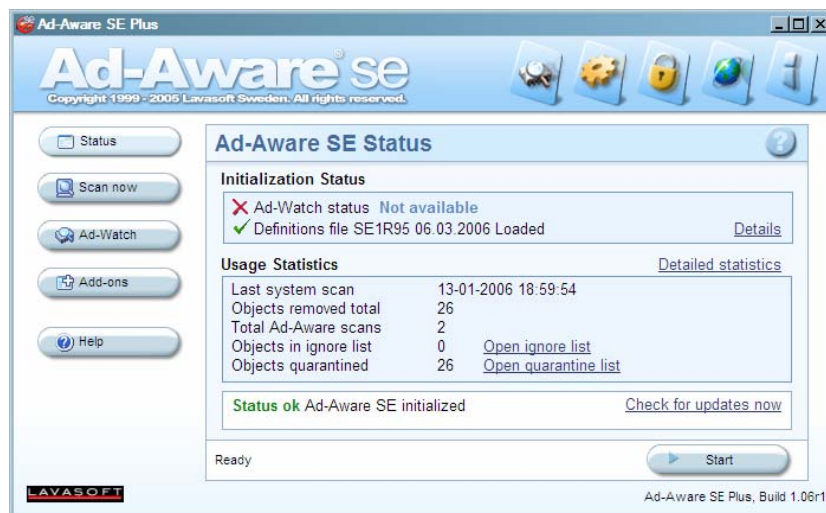 Ad-Aware SE Plus
Ad-Aware® se
Copyright 1999 - 2005 Lavasoft Sweden. All rights reserved.
Status
Scan now
Ad-Watch
Add-ons
Help
Ad-Aware SE Status
Initialization Status
Ad-Watch status Not available
Definitions file SE1R95 06.03.2006 Loaded Details
Usage Statistics Detailed statistics
Last system scan 13-01-2006 18:59:54
Objects removed total 26
Total Ad-Aware scans 2
Objects in ignore list 0 Open ignore list
Objects quarantined 26 Open quarantine list
Status ok Ad-Aware SE initialized Check for updates now
Ready Start
LAVASOFT
Ad-Aware SE Plus, Build 1.06r1